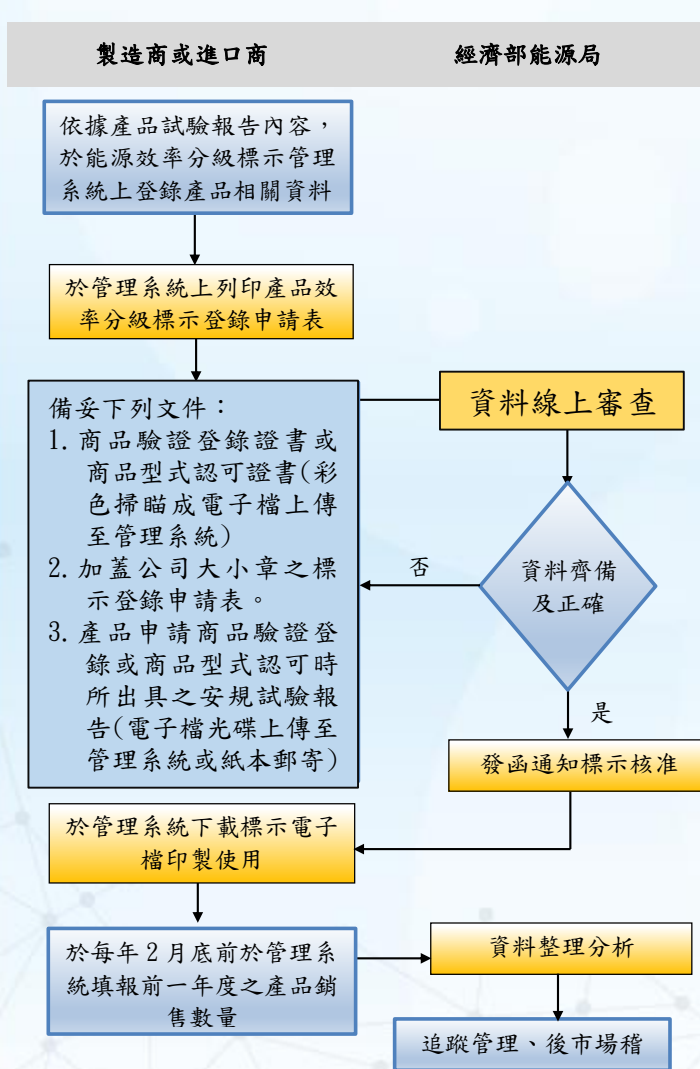 製造商或進口商
經濟部能源局
依據產品試驗報告內容，
於能源效率分級標示管理
系統上登錄產品相關資料
於管理系統上列印產品效
率分級標示登錄申請表
備妥下列文件：
1. 商品驗證登錄證書或
商品型式認可證書(彩
色掃瞄成電子檔上傳
至管理系統)
2. 加蓋公司大小章之標
示登錄申請表。
3. 產品申請商品驗證登
錄或商品型式認可時
所出具之安規試驗報
告(電子檔光碟上傳至
管理系統或紙本郵寄)
資料線上審查
資料齊備
及正確
否
是
發函通知標示核准
於管理系統下載標示電子
檔印製使用
於每年 2 月底前於管理系
統填報前一年度之產品銷
售數量
資料整理分析
追蹤管理、後市場稽